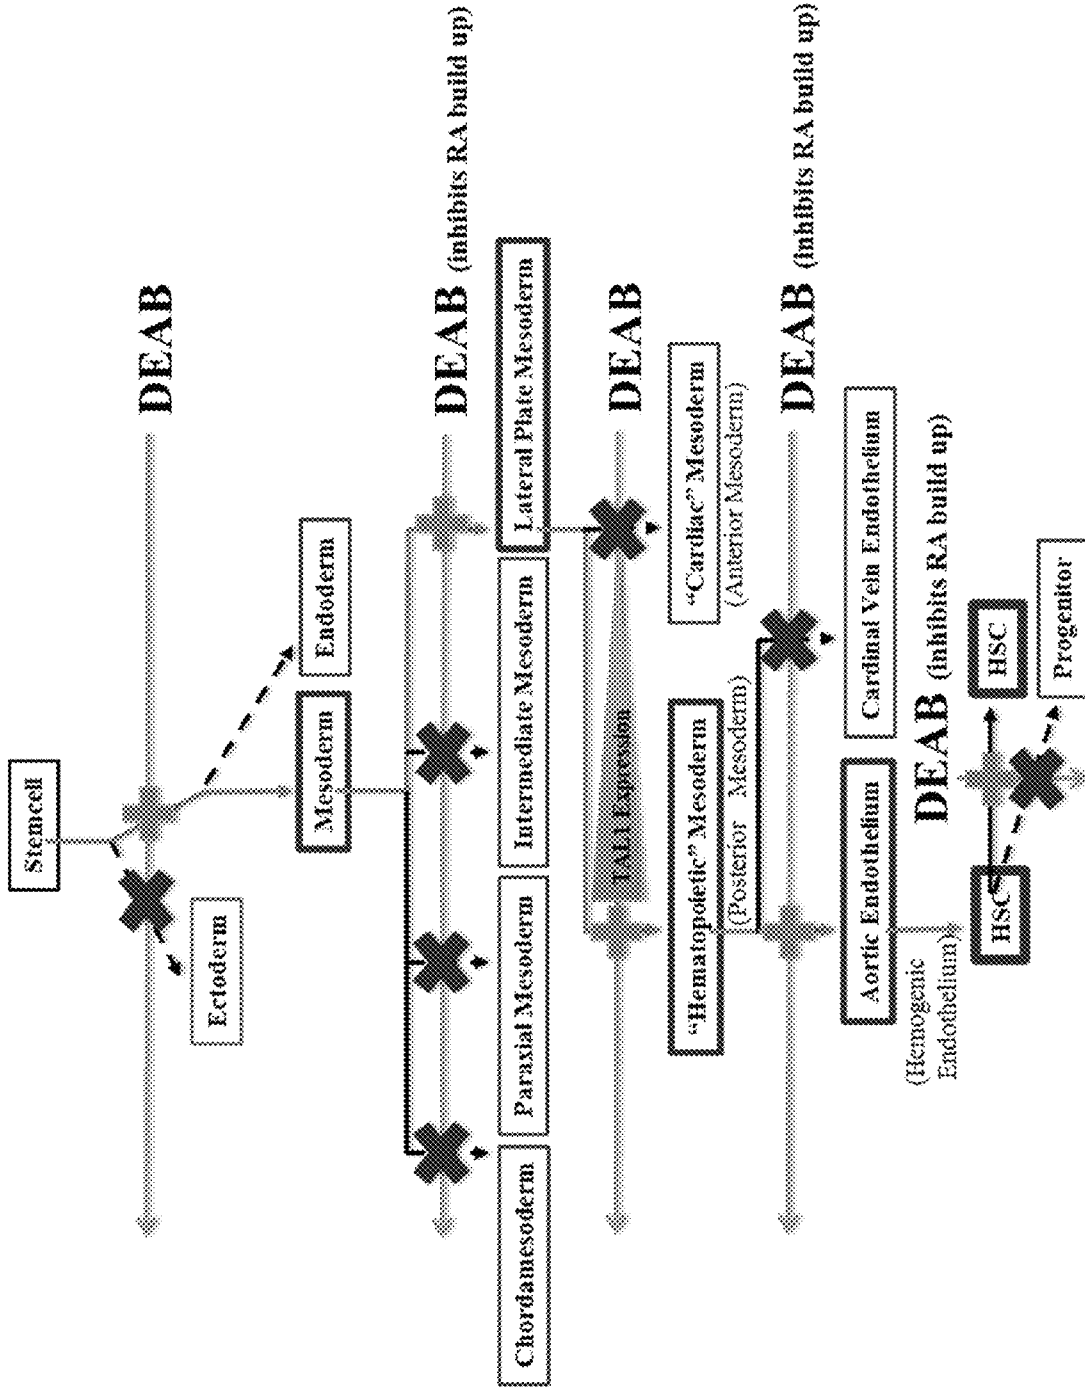 Stemcell
DEAB
Ectoderm
Mesoderm
Endoderm
DEAB (inhibits RA build up)
Chordamesoderm
Paraxial Mesoderm
Intermediate Mesoderm
Lateral Plate Mesoderm
TAL1 Expression
DEAB
"Hematopoietic" Mesoderm
(Posterior Mesoderm)
"Cardiac" Mesoderm
(Anterior Mesoderm)
DEAB (inhibits RA build up)
Aortic Endothelium
(Hemogenic
Endothelium)
Cardinal Vein Endothelium
DEAB (inhibits RA build up)
HSC
HSC
Progenitor